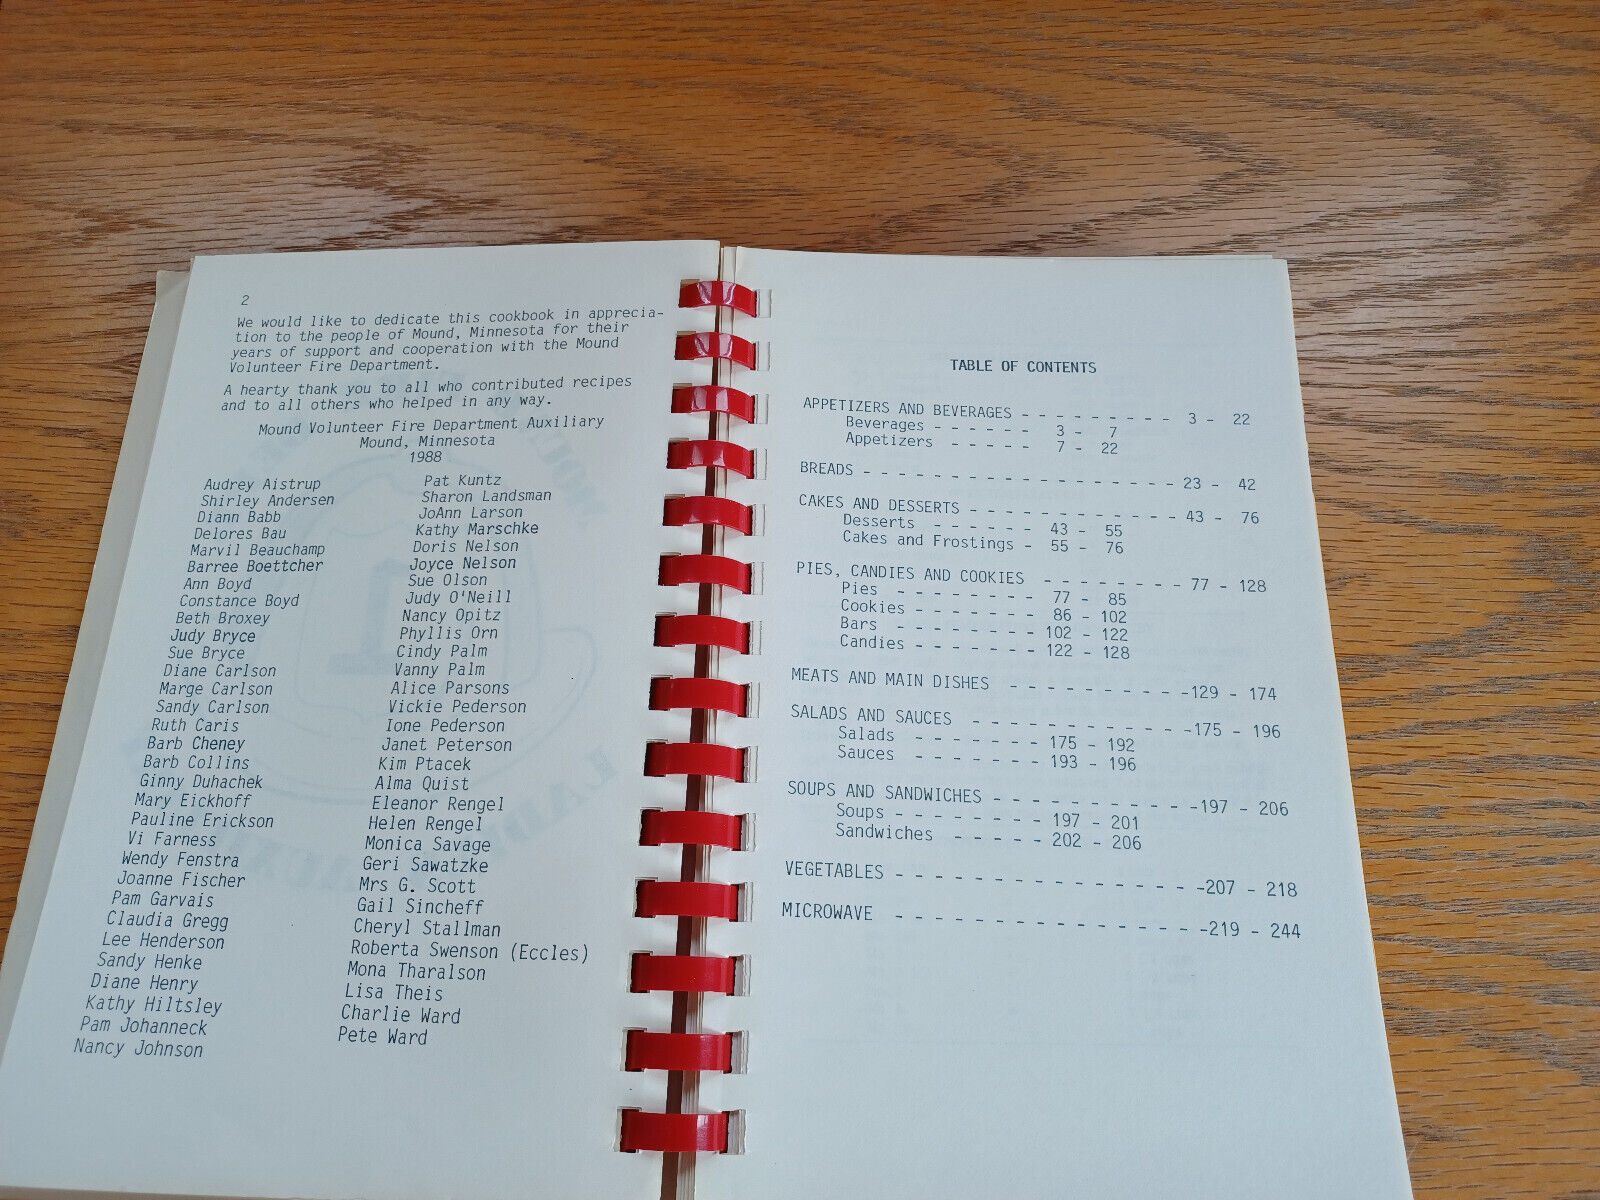 2
We would like to dedicate this cookbook in apprecia-
tion to the people of Mound, Minnesota for their
years of support and cooperation with the Mound
Volunteer Fire Department.
A hearty thank you to all who contributed recipes
and to all others who helped in any way.
Mound Volunteer Fire Department Auxiliary
Mound, Minnesota
1988
Audrey Aistrup
Shirley Andersen
Diann Babb
Delores Bau
Marvil Beauchamp
Barree Boettcher
Ann Boyd
Constance Boyd
Beth Broxey
Judy Bryce
Sue Bryce
Diane Carlson
Marge Carlson
Sandy Carlson
Ruth Caris
Barb Cheney
Barb Collins
Ginny Duhachek
Mary Eickhoff
Pauline Erickson
Vi Farness
Wendy Fenstra
Joanne Fischer
Pam Garvais
Claudia Gregg
Lee Henderson
Sandy Henke
Diane Henry
Kathy Hiltsley
Pam Johanneck
Nancy Johnson
Pat Kuntz
Sharon Landsman
JoAnn Larson
Kathy Marschke
Doris Nelson
Joyce Nelson
Sue Olson
Judy O'Neill
Nancy Opitz
Phyllis Orn
Cindy Palm
Vanny Palm
Alice Parsons
Vickie Pederson
Ione Pederson
Janet Peterson
Kim Ptacek
Alma Quist
Eleanor Rengel
Helen Rengel
Monica Savage
Geri Sawatzke
Mrs G. Scott
Gail Sincheff
Cheryl Stallman
Roberta Swenson (Eccles)
Mona Tharalson
Lisa Theis
Charlie Ward
Pete Ward
TABLE OF CONTENTS
APPETIZERS AND BEVERAGES - - - - - - - - - 3 - 22
Beverages - - - - - - 3 - 7
Appetizers - - - - - 7 - 22
BREADS - - - - - - - - - - - - - - - - 23 - 42
CAKES AND DESSERTS - - - - - - - - - - - - 43 - 76
Desserts - - - - - - 43 - 55
Cakes and Frostings - 55 - 76
PIES, CANDIES AND COOKIES - - - - - - - - 77 - 128
Pies - - - - - - - - 77 - 85
Cookies - - - - - - - 86 - 102
Bars - - - - - - - - 102 - 122
Candies - - - - - - - 122 - 128
MEATS AND MAIN DISHES - - - - - - - - - - -129 - 174
SALADS AND SAUCES - - - - - - - - - - - - -175 - 196
Salads - - - - - - - 175 - 192
Sauces - - - - - - - 193 - 196
SOUPS AND SANDWICHES - - - - - - - - - - -197 - 206
Soups - - - - - - - - 197 - 201
Sandwiches - - - - - 202 - 206
VEGETABLES - - - - - - - - - - - - - - - -207 - 218
MICROWAVE - - - - - - - - - - - - - - - -219 - 244